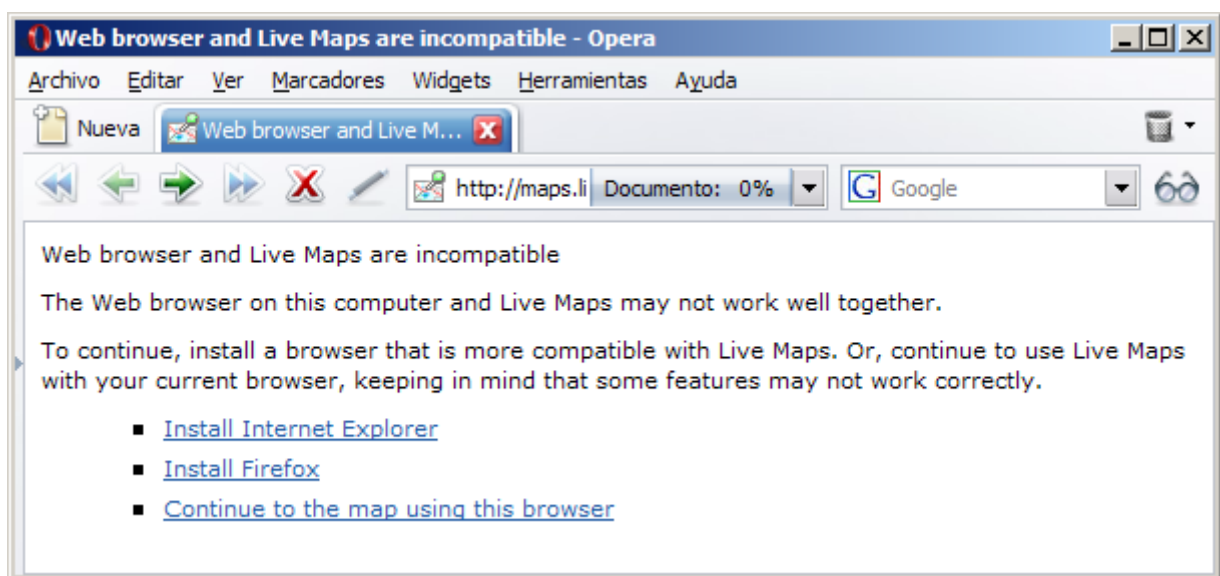 Web browser and Live Maps are incompatible - Opera
Archivo Editar Ver Marcadores Widgets Herramientas Ayuda
Nueva Web browser and Live M...
http://maps.li Documento: 0% G Google
Web browser and Live Maps are incompatible
The Web browser on this computer and Live Maps may not work well together.
To continue, install a browser that is more compatible with Live Maps. Or, continue to use Live Maps
with your current browser, keeping in mind that some features may not work correctly.
Install Internet Explorer
Install Firefox
Continue to the map using this browser